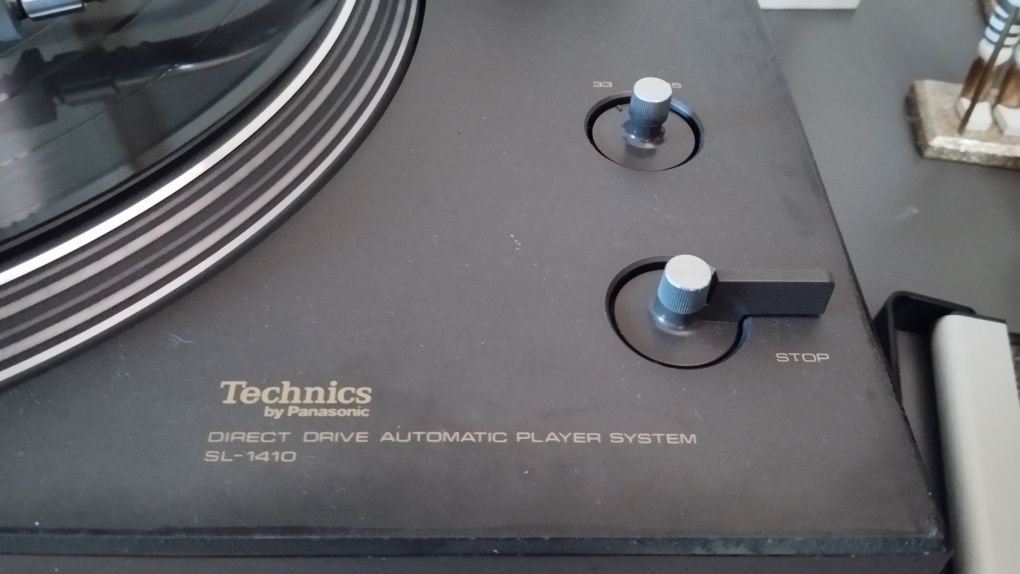 33
Technics
by Panasonic
DIRECT DRIVE AUTOMATIC PLAYER SYSTEM
SL-1410
STOP